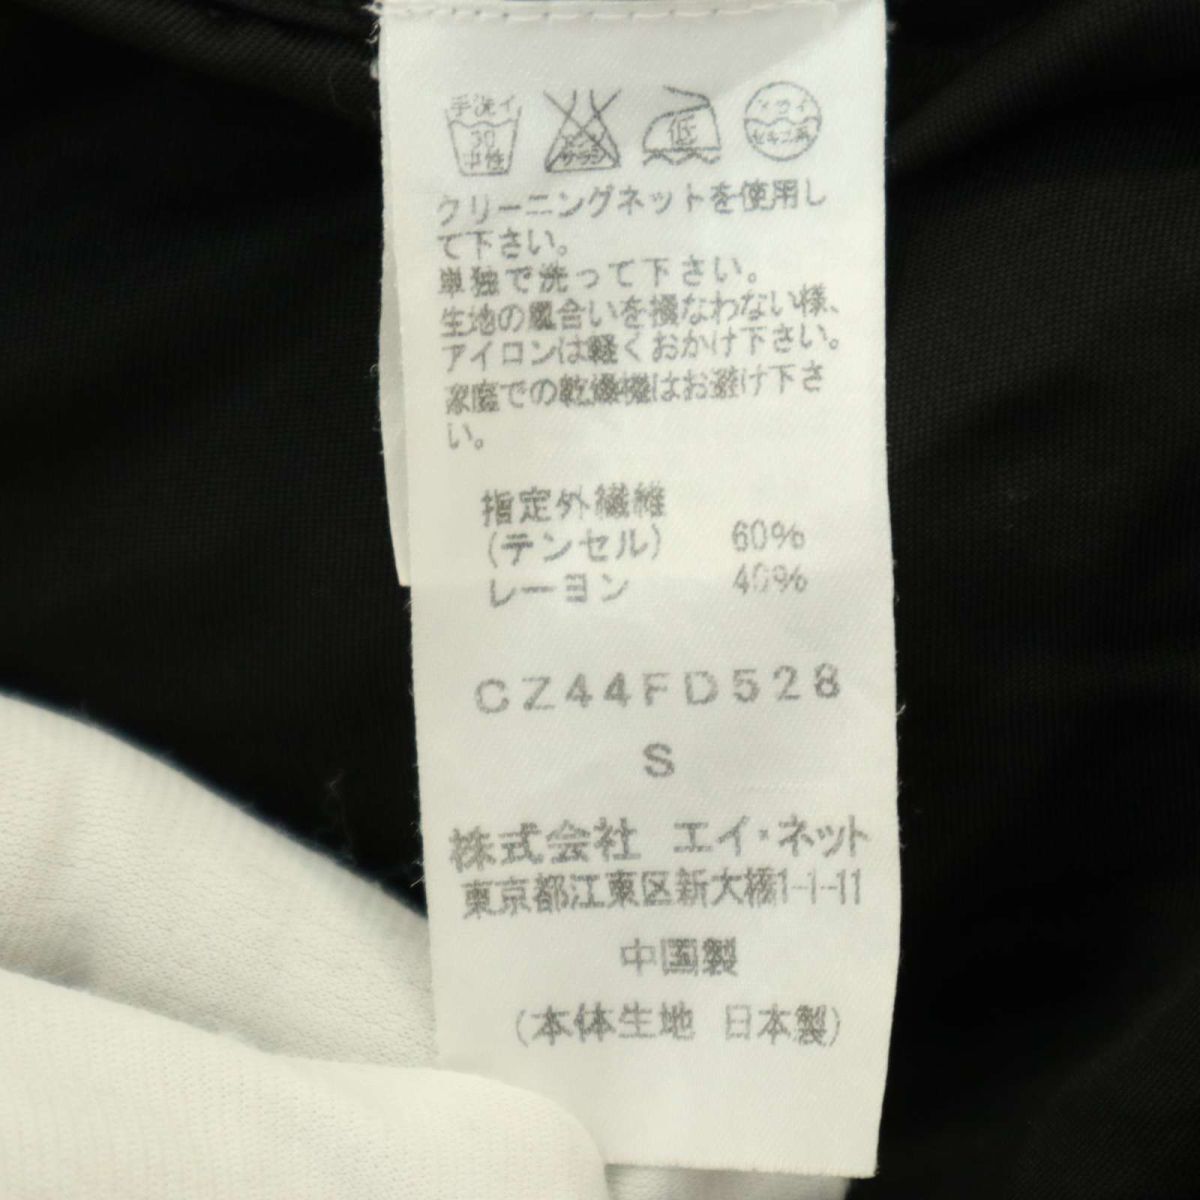 手洗イ 30 中性 エンソサラシ 低 ドライ セキユ系
クリーニングネットを使用し
て下さい。
単独で洗って下さい。
生地の風合いを損なわない様、
アイロンは軽くおかけ下さい。
家庭での乾燥機はお避け下さ
い。
指定外繊維
(テンセル) 60%
レーヨン 40%
CZ44FD528
S
株式会社 エイ・ネット
東京都江東区新大橋1-1-11
中国製
(本体生地 日本製)